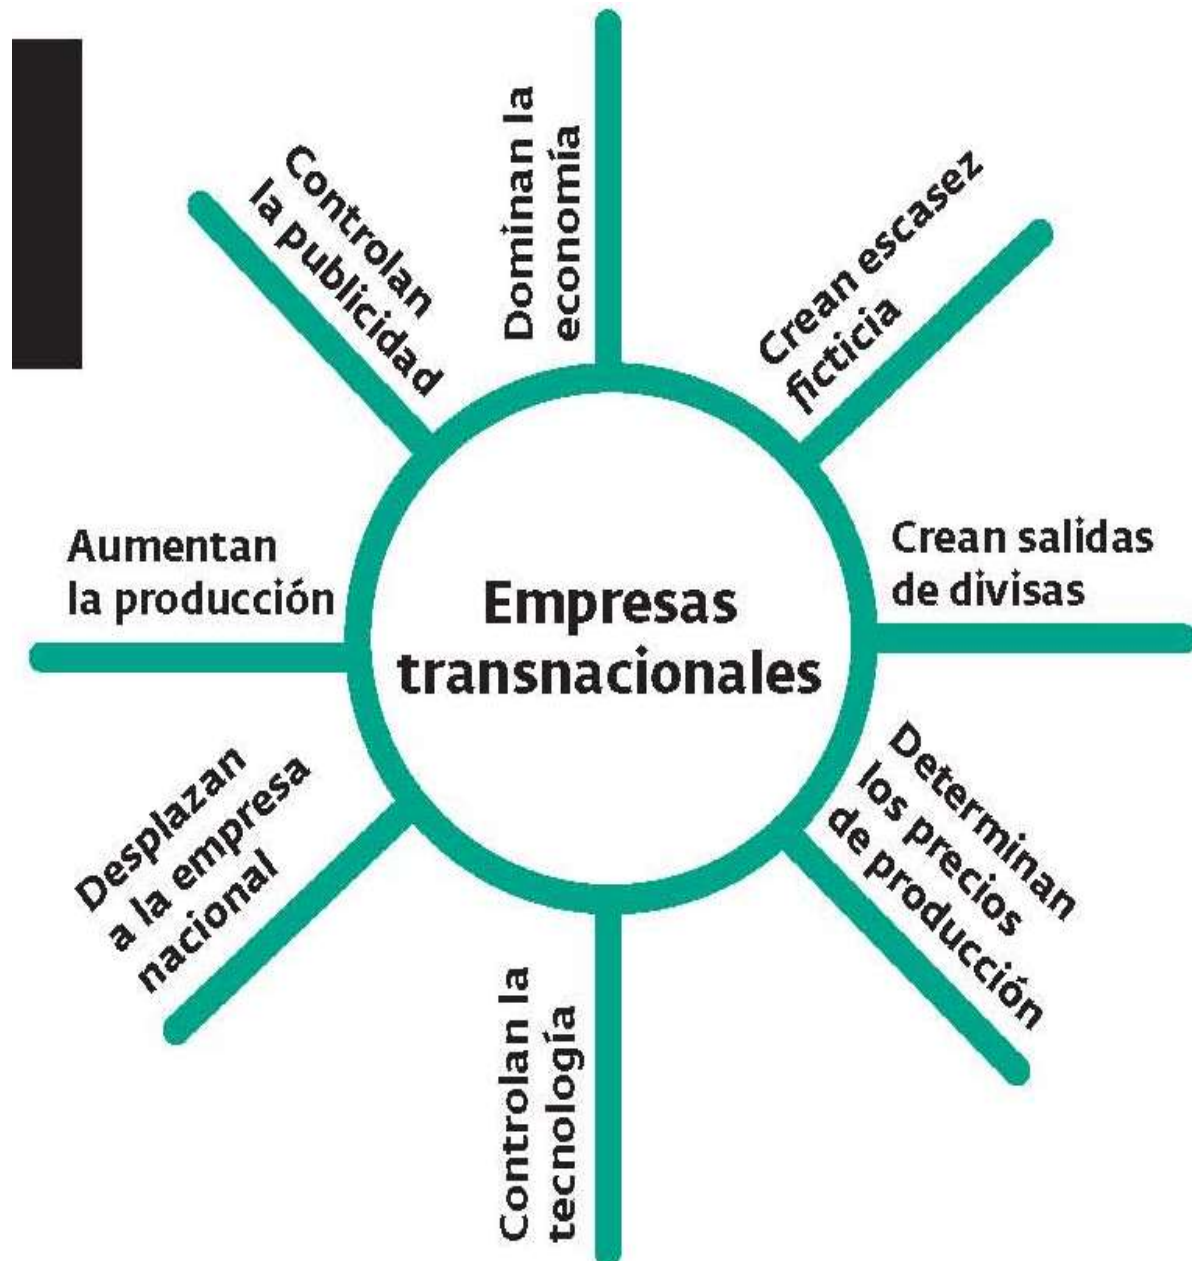 Dominan la
economía
Controlan
la publicidad
Crean escasez
ficticia
Aumentan
la producción
Empresas
transnacionales
Crean salidas
de divisas
Desplazan
a la empresa
nacional
Determinan
los precios
de producción
Controlan la
tecnología